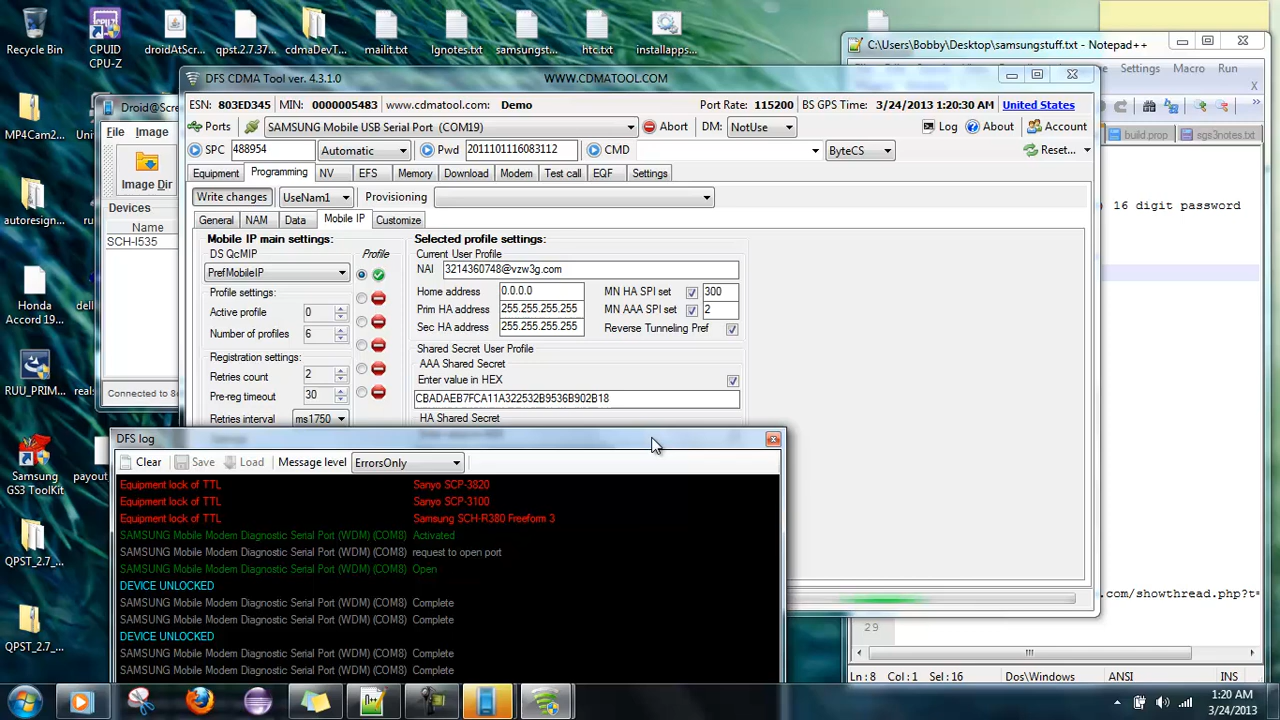 Recycle Bin
CPUID CPU-Z
droidAtScr...
qpst.2.7.37...
cdmaDevT...
mailit.txt
lgnotes.txt
samsungst...
htc.txt
installapps...
C:\Users\Bobby\Desktop\samsungstuff.txt - Notepad++
Settings Macro Run X
build.prop sgs3notes.txt
) 16 digit password
.com/showthread.php?t=
29
Ln:8 Col:1 Sel:16 Dos\Windows ANSI INS
MP4Cam2...
autoresign...
Honda Accord 19...
RUU_PRIM...
Samsung GS3 ToolKit
payout
QPST_2.7_...
QPST_2.7_...
Droid@Scre
File Image
Image Dir
Devices
Name
SCH-I535
Connected to 84
DFS CDMA Tool ver. 4.3.1.0 WWW.CDMATOOL.COM
ESN: 803ED345 MIN: 0000005483 www.cdmatool.com: Demo Port Rate: 115200 BS GPS Time: 3/24/2013 1:20:30 AM United States
Ports SAMSUNG Mobile USB Serial Port (COM19) Abort DM: NotUse Log About Account
SPC 488954 Automatic Pwd 2011101116083112 CMD ByteCS Reset...
Equipment Programming NV EFS Memory Download Modem Test call EQF Settings
Write changes UseNam1 Provisioning
General NAM Data Mobile IP Customize
Mobile IP main settings: Selected profile settings:
DS QcMIP Profile Current User Profile
PrefMobileIP NAI 3214360748@vzw3g.com
Profile settings: Home address 0.0.0.0 MN HA SPI set 300
Active profile 0 Prim HA address 255.255.255.255 MN AAA SPI set 2
Number of profiles 6 Sec HA address 255.255.255.255 Reverse Tunneling Pref
Registration settings: Shared Secret User Profile
AAA Shared Secret
Retries count 2 Enter value in HEX
Pre-reg timeout 30 CBADAEB7FCA11A322532B9536B902B18
Retries interval ms1750 HA Shared Secret
DFS log
Clear Save Load Message level ErrorsOnly
Equipment lock of TTL Sanyo SCP-3820
Equipment lock of TTL Sanyo SCP-3100
Equipment lock of TTL Samsung SCH-R380 Freeform 3
SAMSUNG Mobile Modem Diagnostic Serial Port (WDM) (COM8) Activated
SAMSUNG Mobile Modem Diagnostic Serial Port (WDM) (COM8) request to open port
SAMSUNG Mobile Modem Diagnostic Serial Port (WDM) (COM8) Open
DEVICE UNLOCKED
SAMSUNG Mobile Modem Diagnostic Serial Port (WDM) (COM8) Complete
SAMSUNG Mobile Modem Diagnostic Serial Port (WDM) (COM8) Complete
DEVICE UNLOCKED
SAMSUNG Mobile Modem Diagnostic Serial Port (WDM) (COM8) Complete
SAMSUNG Mobile Modem Diagnostic Serial Port (WDM) (COM8) Complete
1:20 AM
3/24/2013